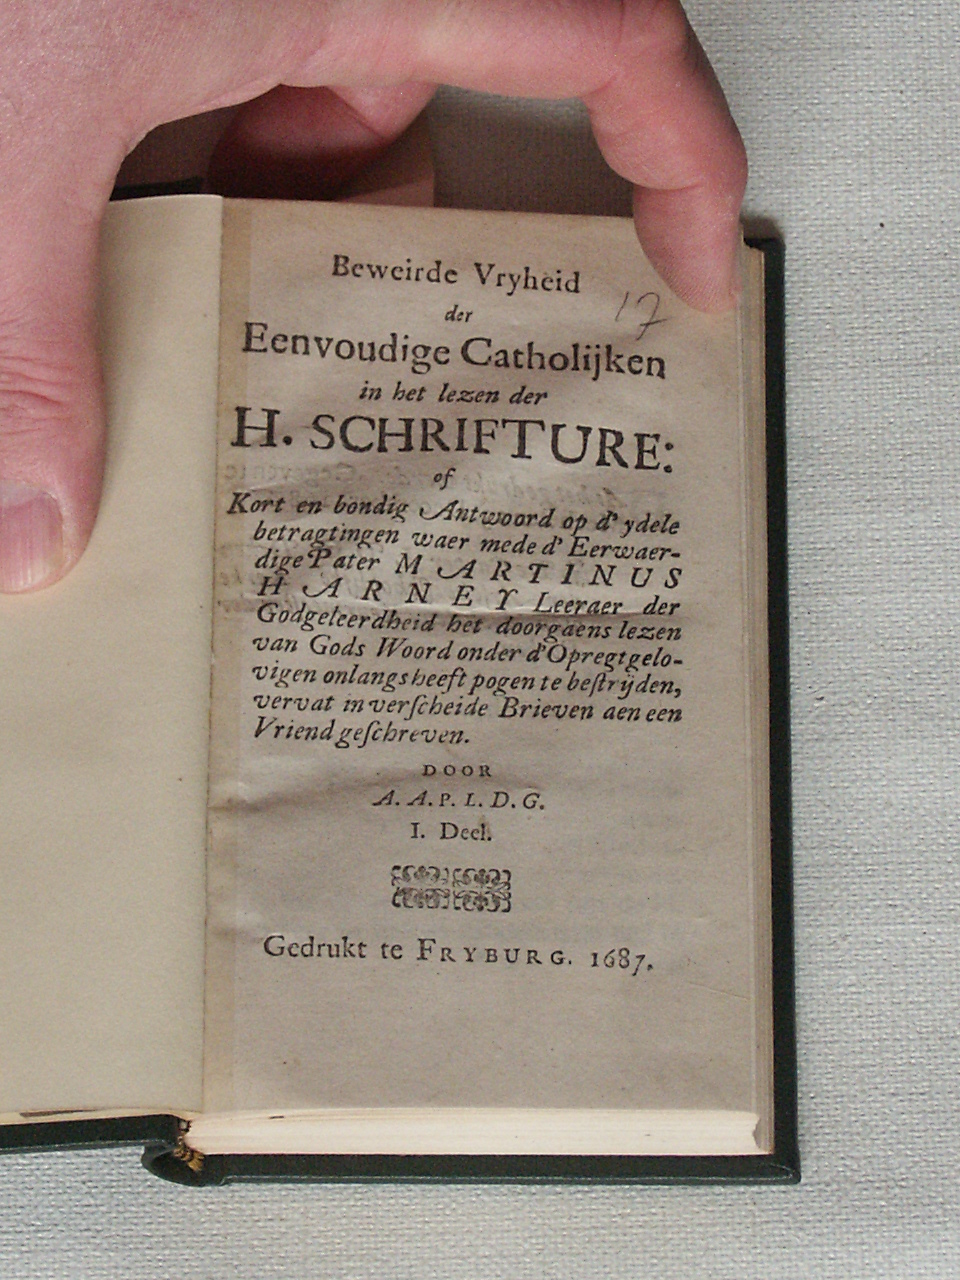 Beweirde Vryheid
17
der
Eenvoudige Catholijken
in het lezen der
H. SCHRIFTURE:
of
Kort en bondig Antwoord op d' ydele
betragtingen waer mede d' Eerwaer-
dige Pater MARTINUS
HARNEY Leeraer der
Godgeleerdheid het doorgaens lezen
van Gods Woord onder d'Opregtgelo-
vigen onlangs heeft pogen te beſtrijden,
vervat in verſcheide Brieven aen een
Vriend geſchreven.
DOOR
A. A. P. L. D. G.
I. Deel.
Gedrukt te FRYBURG. 1687.